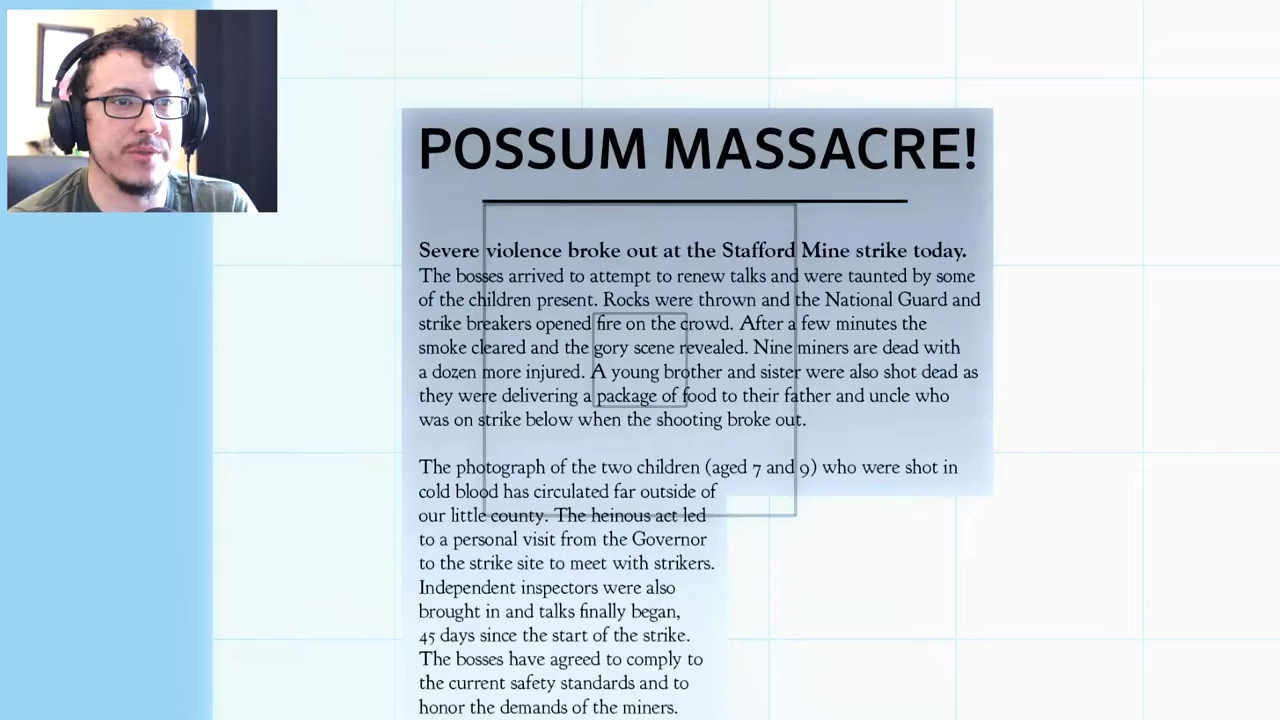 POSSUM MASSACRE!
Severe violence broke out at the Stafford Mine strike today.
The bosses arrived to attempt to renew talks and were taunted by some
of the children present. Rocks were thrown and the National Guard and
strike breakers opened fire on the crowd. After a few minutes the
smoke cleared and the gory scene revealed. Nine miners are dead with
a dozen more injured. A young brother and sister were also shot dead as
they were delivering a package of food to their father and uncle who
was on strike below when the shooting broke out.
The photograph of the two children (aged 7 and 9) who were shot in
cold blood has circulated far outside of
our little county. The heinous act led
to a personal visit from the Governor
to the strike site to meet with strikers.
Independent inspectors were also
brought in and talks finally began,
45 days since the start of the strike.
The bosses have agreed to comply to
the current safety standards and to
honor the demands of the miners.